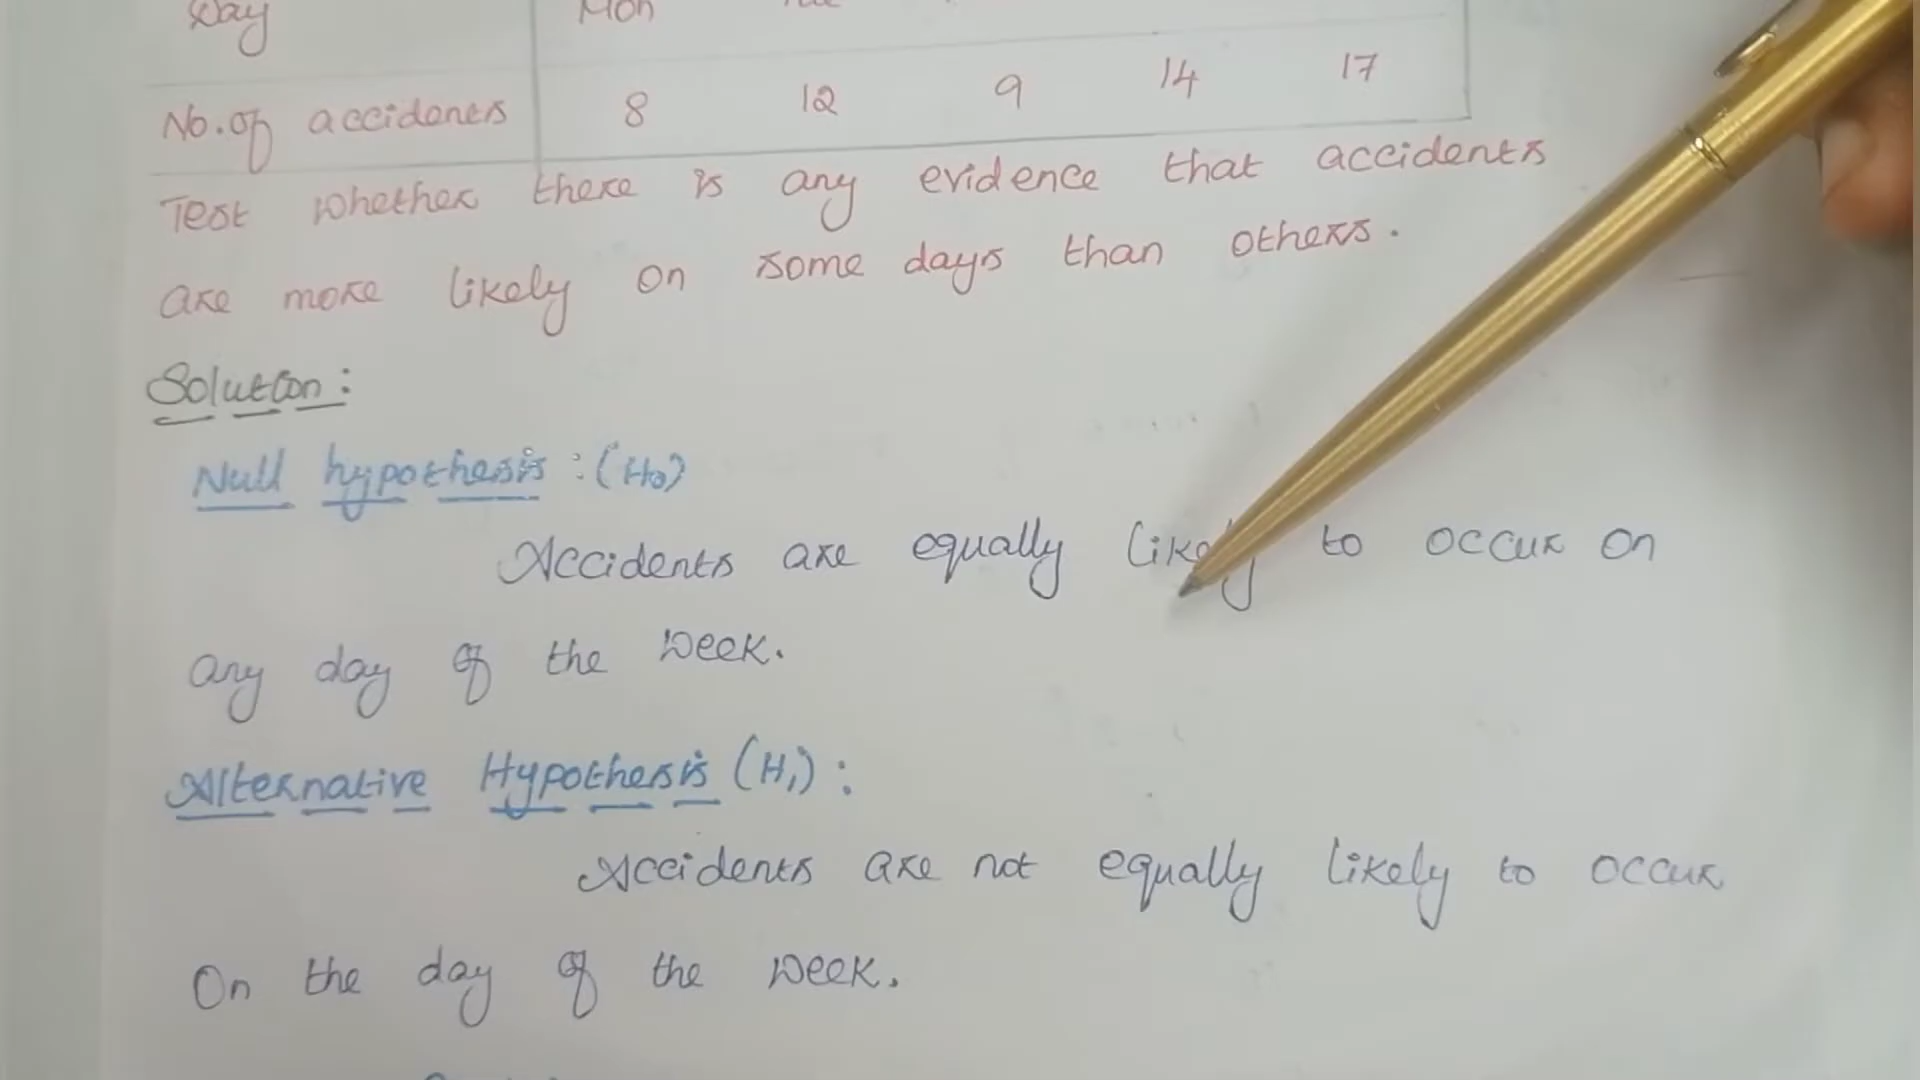 Day Mon
No. of accidents 8 12 9 14 17
Test whether there is any evidence that accidents
are more likely on some days than others.
Solution:
Null hypothesis : (H0)
Accidents are equally likely to occur on
any day of the week.
Alternative Hypothesis (H1) :
Accidents are not equally likely to occur
On the day of the week.